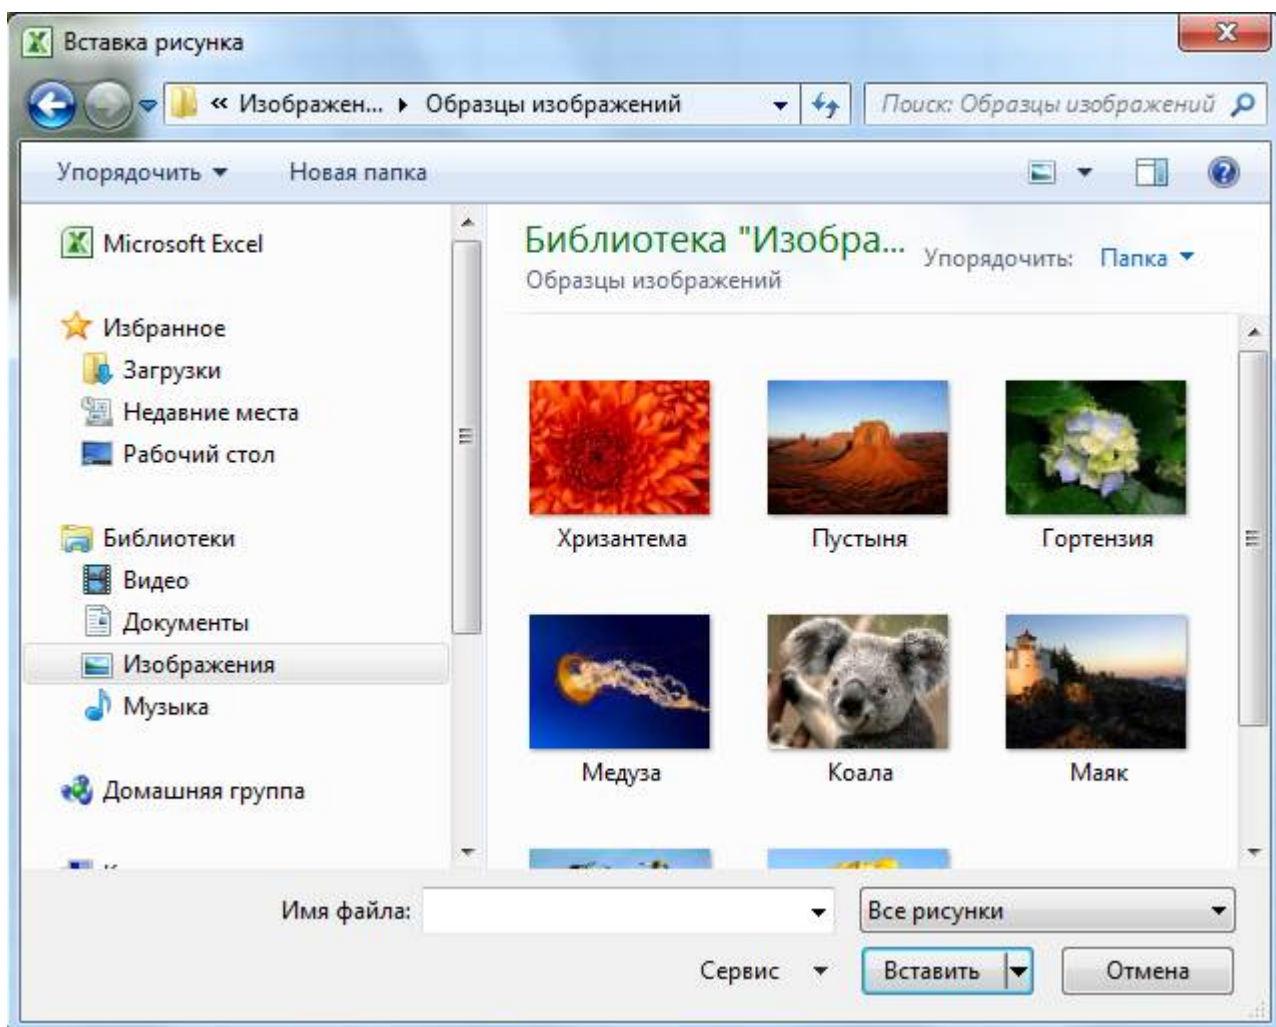 Вставка рисунка
« Изображен... Образцы изображений
Поиск: Образцы изображений
Упорядочить
Новая папка
Microsoft Excel
Избранное
Загрузки
Недавние места
Рабочий стол
Библиотеки
Видео
Документы
Изображения
Музыка
Домашняя группа
Библиотека "Изобра...
Образцы изображений
Упорядочить: Папка
Хризантема
Пустыня
Гортензия
Медуза
Коала
Маяк
Имя файла:
Все рисунки
Сервис
Вставить
Отмена